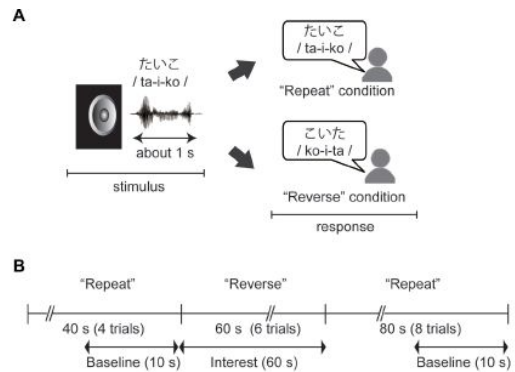 A
たいこ
/ ta-i-ko /
about 1 s
stimulus
たいこ
/ ta-i-ko /
“Repeat” condition
こいた
/ ko-i-ta /
“Reverse” condition
response
B
“Repeat” “Reverse” “Repeat”
40 s (4 trials) 60 s (6 trials) 80 s (8 trials)
Baseline (10 s) Interest (60 s) Baseline (10 s)